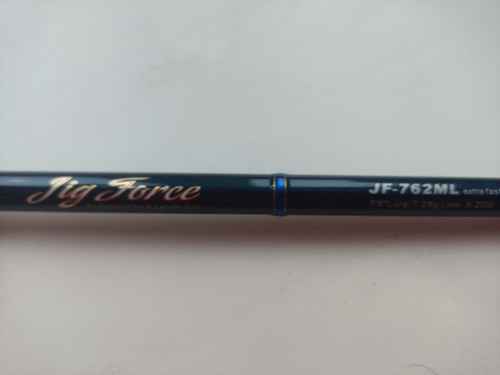 Jig Force
JF-762ML extra fast
7'6" Lure: 7-28g Line: 8-20lb